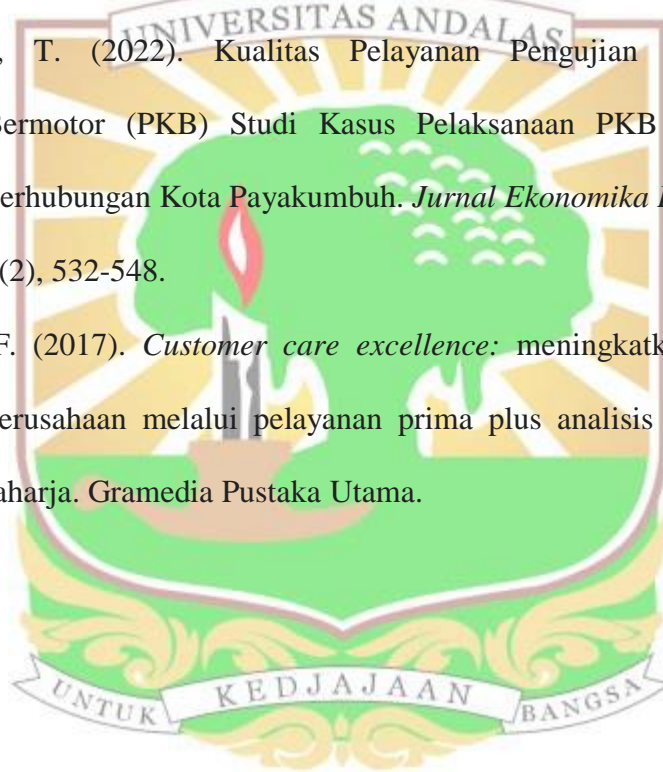 UNIVERSITAS ANDALAS
, T. (2022). Kualitas Pelayanan Pengujian
Bermotor (PKB) Studi Kasus Pelaksanaan PKB
erhubungan Kota Payakumbuh. Jurnal Ekonomika
(2), 532-548.
F. (2017). Customer care excellence: meningkatk
erusahaan melalui pelayanan prima plus analisis
aharja. Gramedia Pustaka Utama.
UNTUK KEDJAJAAN BANGSA